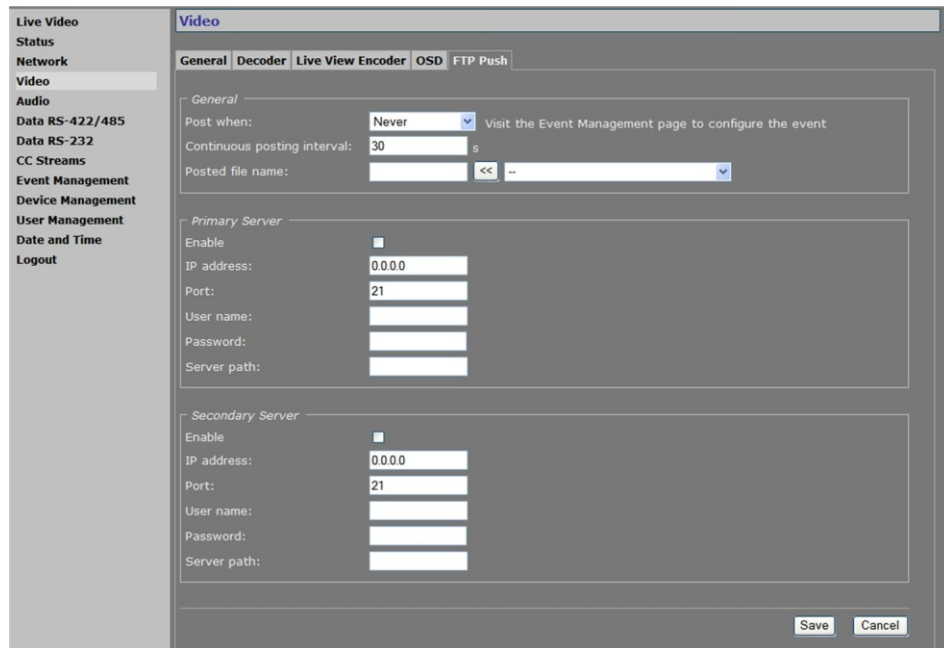 Live Video
Status
Network
Video
Audio
Data RS-422/485
Data RS-232
CC Streams
Event Management
Device Management
User Management
Date and Time
Logout
Video
General Decoder Live View Encoder OSD FTP Push
General
Post when: Never Visit the Event Management page to configure the event
Continuous posting interval: 30 s
Posted file name: << --
Primary Server
Enable
IP address: 0.0.0.0
Port: 21
User name:
Password:
Server path:
Secondary Server
Enable
IP address: 0.0.0.0
Port: 21
User name:
Password:
Server path:
Save Cancel